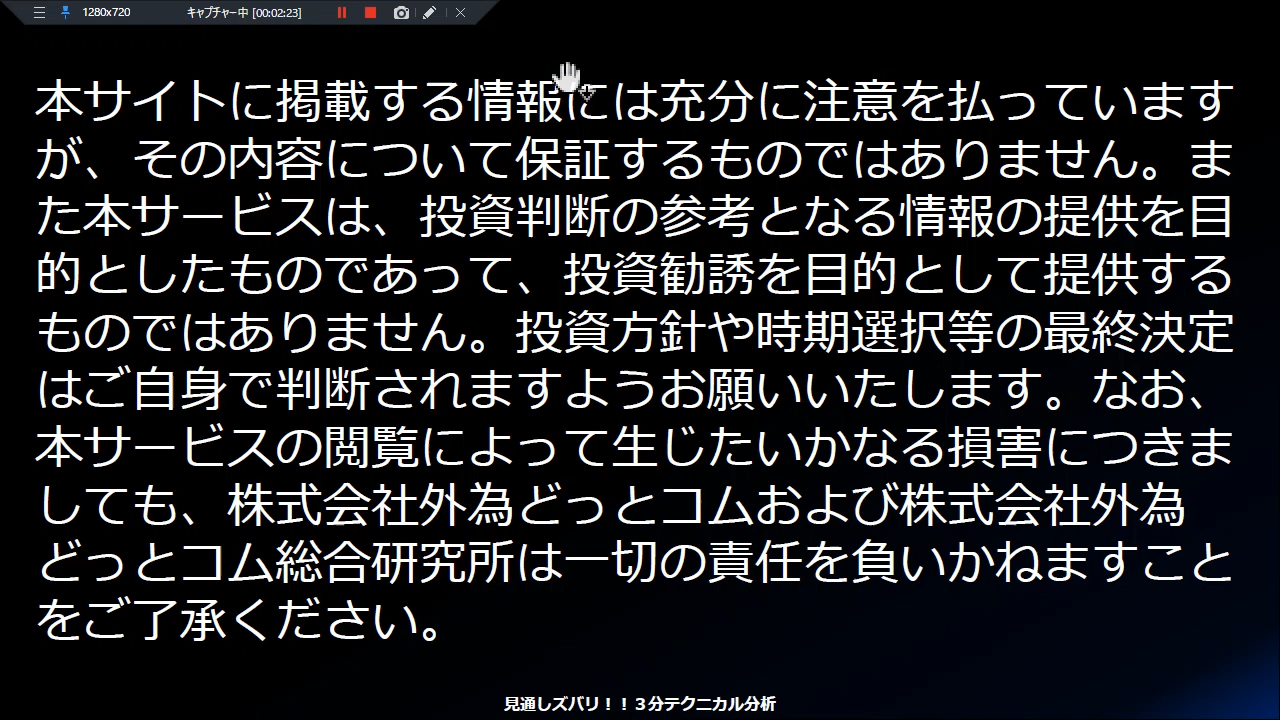 1280x720
キャプチャー中 [00:02:23]
本サイトに掲載する情報には充分に注意を払っています
が、その内容について保証するものではありません。ま
た本サービスは、投資判断の参考となる情報の提供を目
的としたものであって、投資勧誘を目的として提供する
ものではありません。投資方針や時期選択等の最終決定
はご自身で判断されますようお願いいたします。なお、
本サービスの閲覧によって生じたいかなる損害につきま
しても、株式会社外為どっとコムおよび株式会社外為
どっとコム総合研究所は一切の責任を負いかねますこと
をご了承ください。
見通しズバリ！！３分テクニカル分析